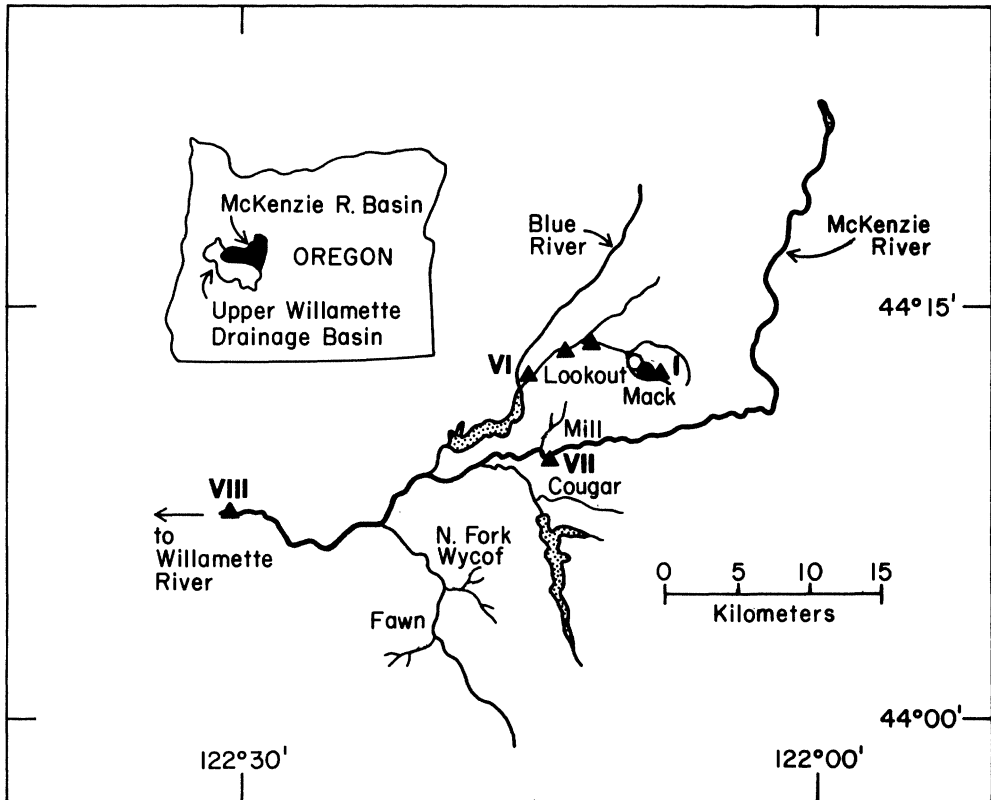 McKenzie R. Basin
OREGON
Upper Willamette
Drainage Basin
Blue
River
McKenzie
River
44°15'
VI
Lookout
I
Mack
Mill
VII
Cougar
VIII
to
Willamette
River
N. Fork
Wycof
Fawn
0 5 10 15
Kilometers
44°00'
122°30'
122°00'